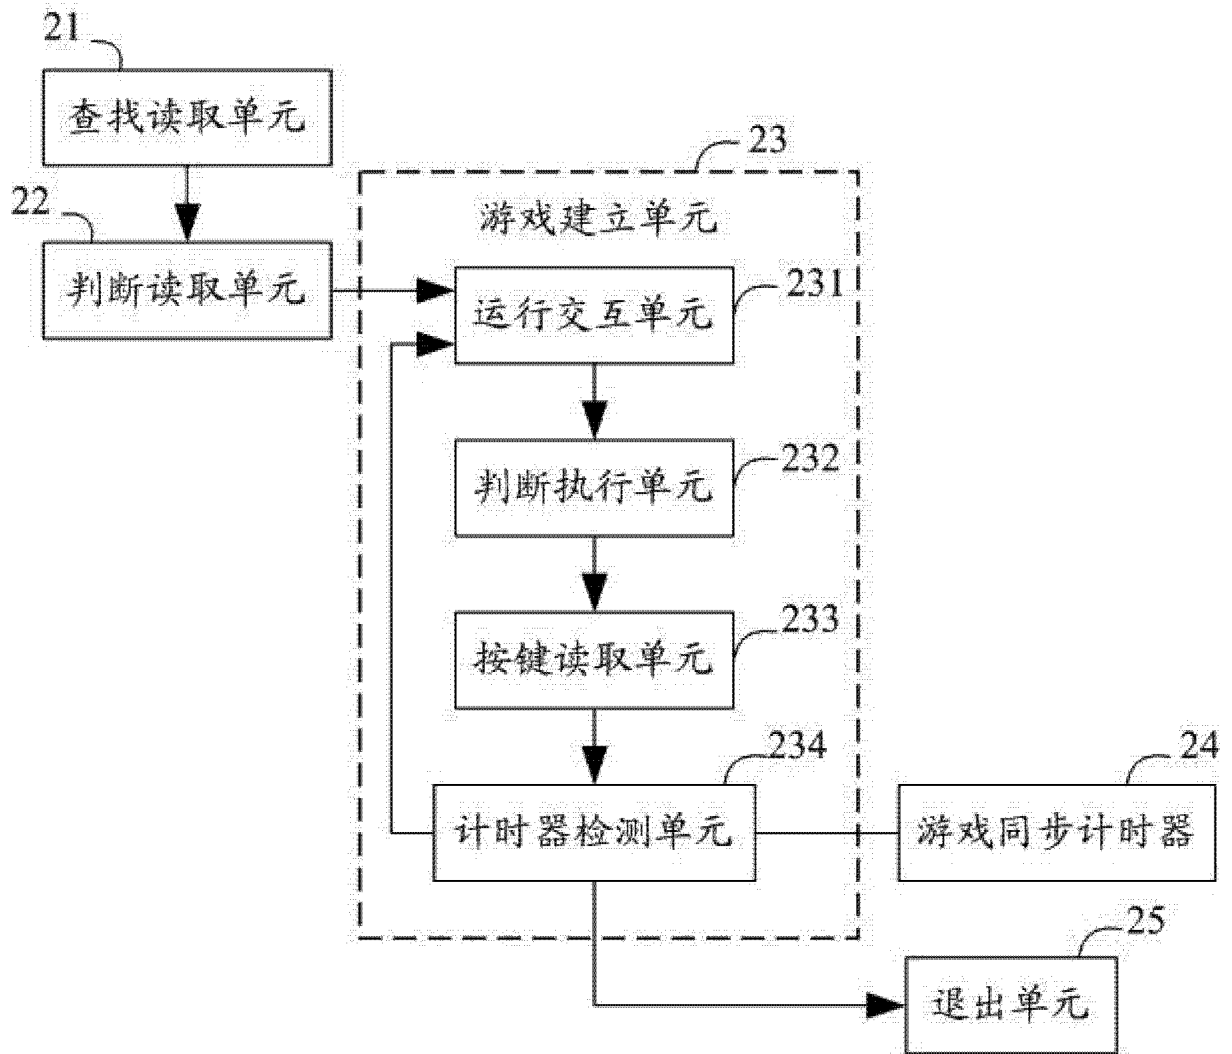 21
查找读取单元
22
判断读取单元
23
游戏建立单元
231
运行交互单元
232
判断执行单元
233
按键读取单元
234
计时器检测单元
24
游戏同步计时器
25
退出单元